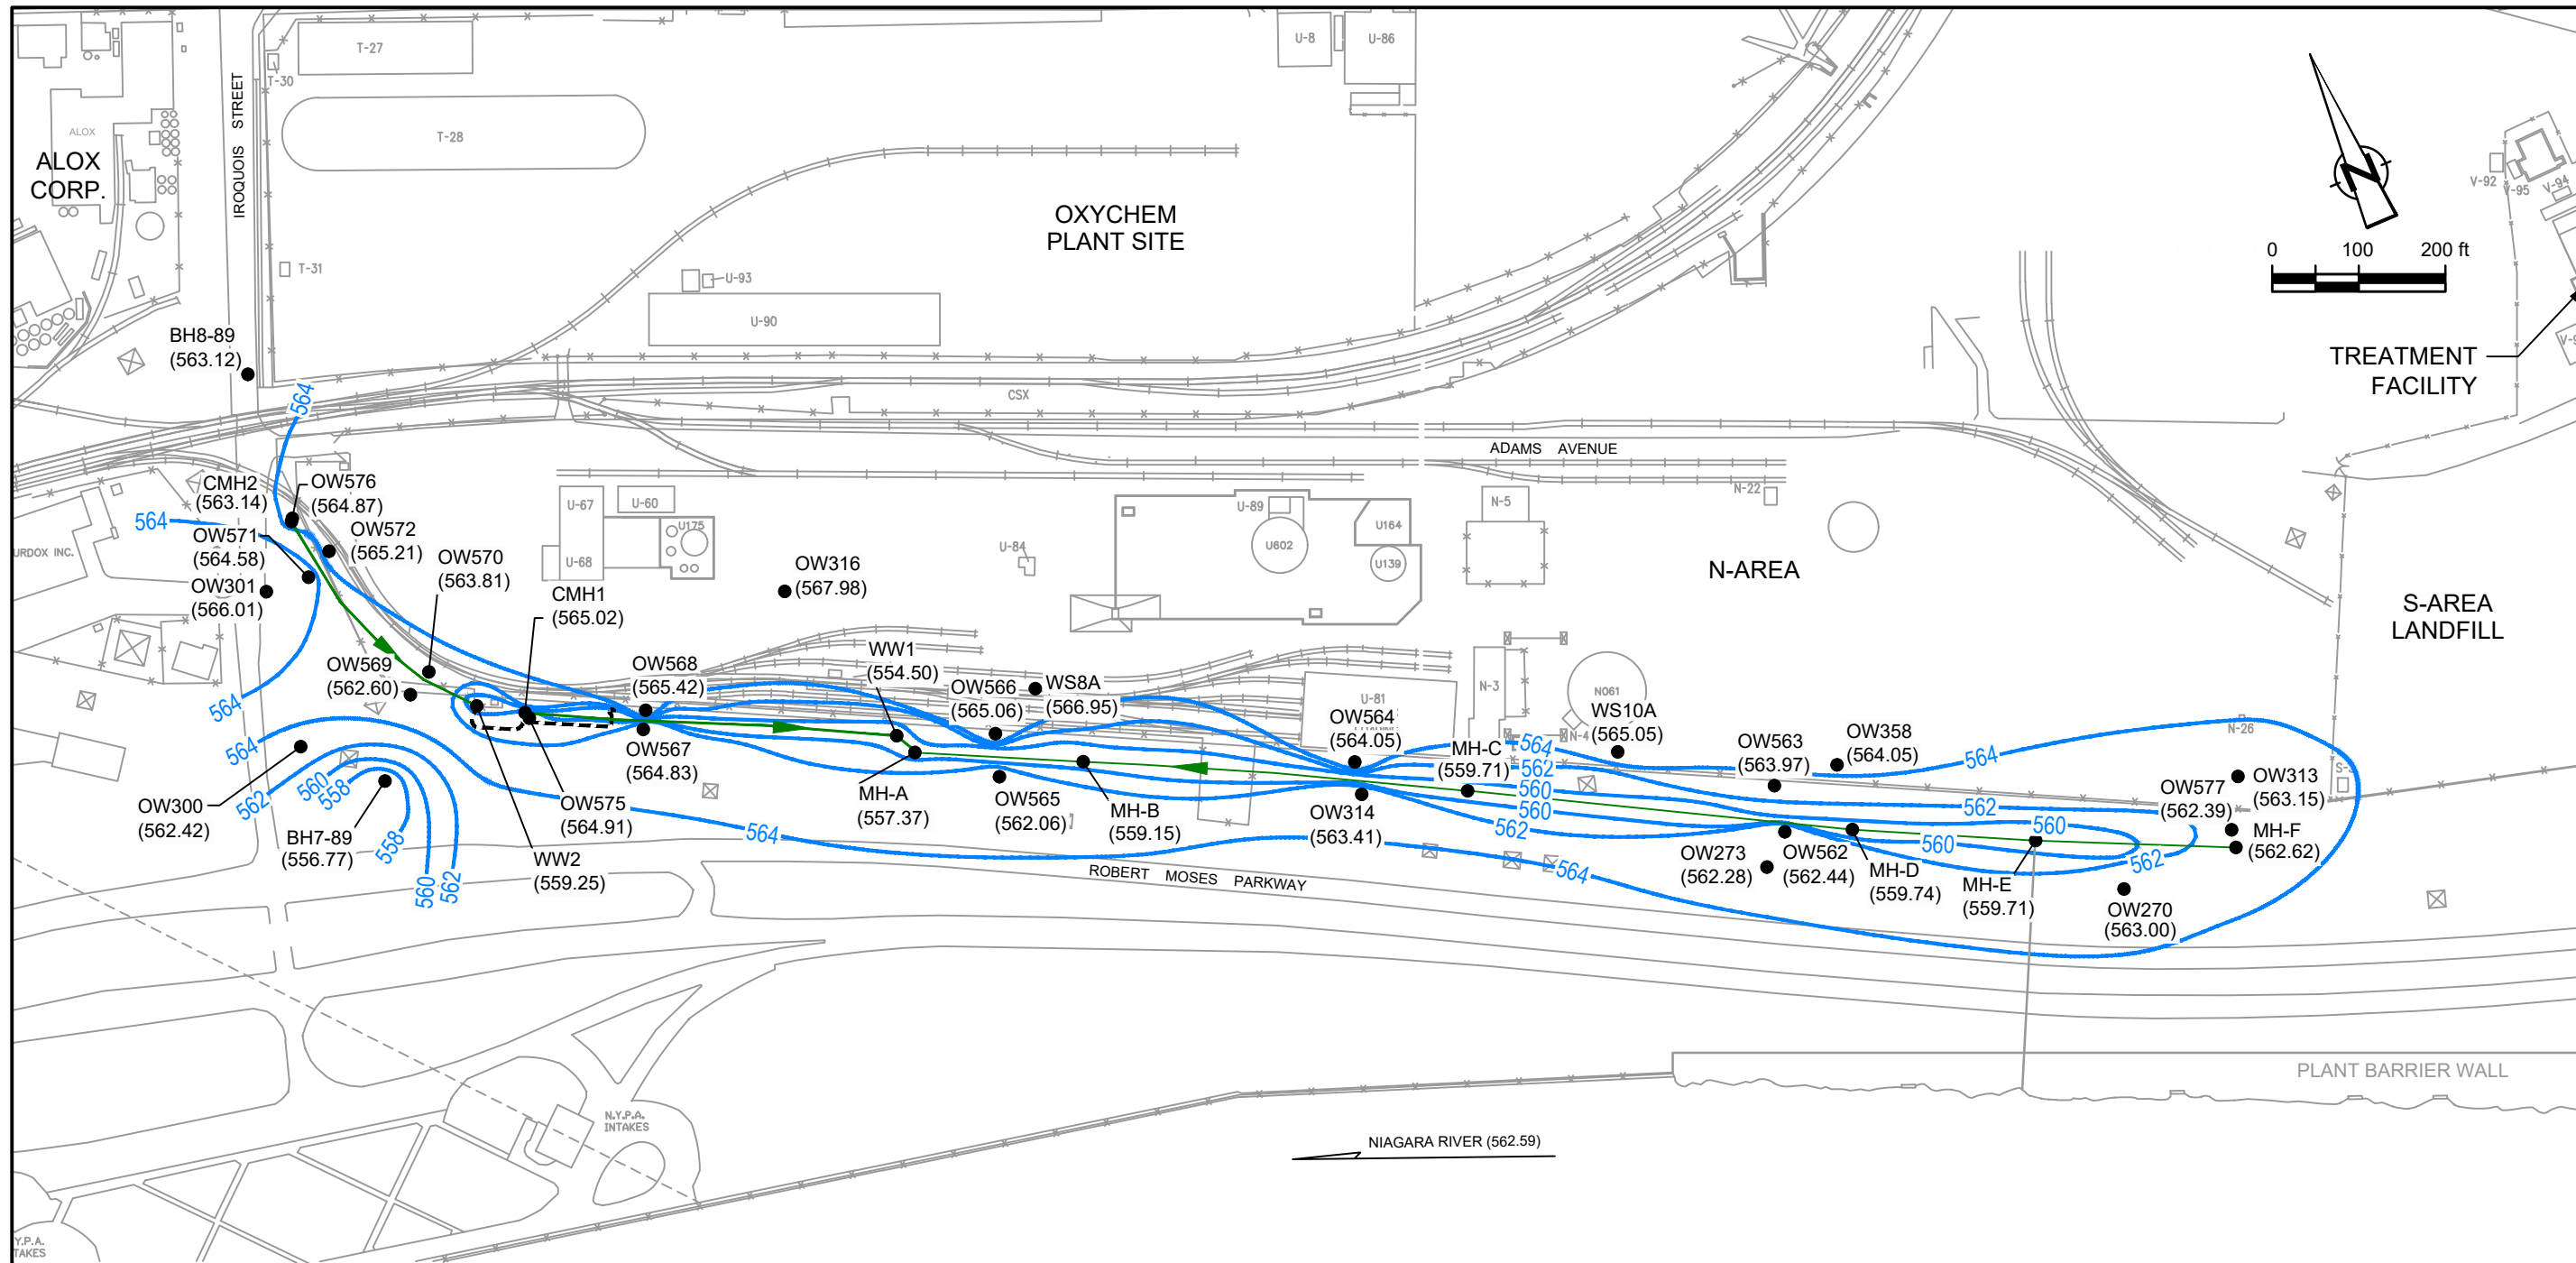 T-27
U-8
U-86
T-30
IROQUOIS STREET
ALOX
T-28
ALOX
CORP.
OXYCHEM
PLANT SITE
N
V-92
V-95
V-94
0 100 200 ft
T-31
U-93
U-90
BH8-89
(563.12)
TREATMENT
FACILITY
564
CSX
ADAMS AVENUE
CMH2
(563.14)
OW576
(564.87)
U-67
U-60
U-89
N-5
N-22
564
OW571
(564.58)
OW572
(565.21)
U175
U164
URDOX INC.
OW570
(563.81)
U-68
U-84
U602
U139
OW316
(567.98)
N-AREA
OW301
(566.01)
CMH1
(565.02)
S-AREA
LANDFILL
OW569
(562.60)
OW568
(565.42)
WW1
(554.50)
OW566
(565.06)
WS8A
(566.95)
U-81
N-3
N061
564
OW564
(564.05)
MH-C
(559.71)
WS10A
(565.05)
N-4
OW563
(563.97)
OW358
(564.05)
N-26
564
564
562
560
560
562
564
OW567
(564.83)
564
OW577
(562.39)
OW313
(563.15)
562
560
558
OW300
(562.42)
BH7-89
(556.77)
558
560
562
OW575
(564.91)
WW2
(559.25)
564
MH-A
(557.37)
OW565
(562.06)
MH-B
(559.15)
OW314
(563.41)
562
560
MH-F
(562.62)
560
562
OW273
(562.28)
OW562
(562.44)
MH-D
(559.74)
MH-E
(559.71)
OW270
(563.00)
ROBERT MOSES PARKWAY
PLANT BARRIER WALL
N.Y.P.A.
INTAKES
NIAGARA RIVER (562.59)
Y.P.A.
TAKES